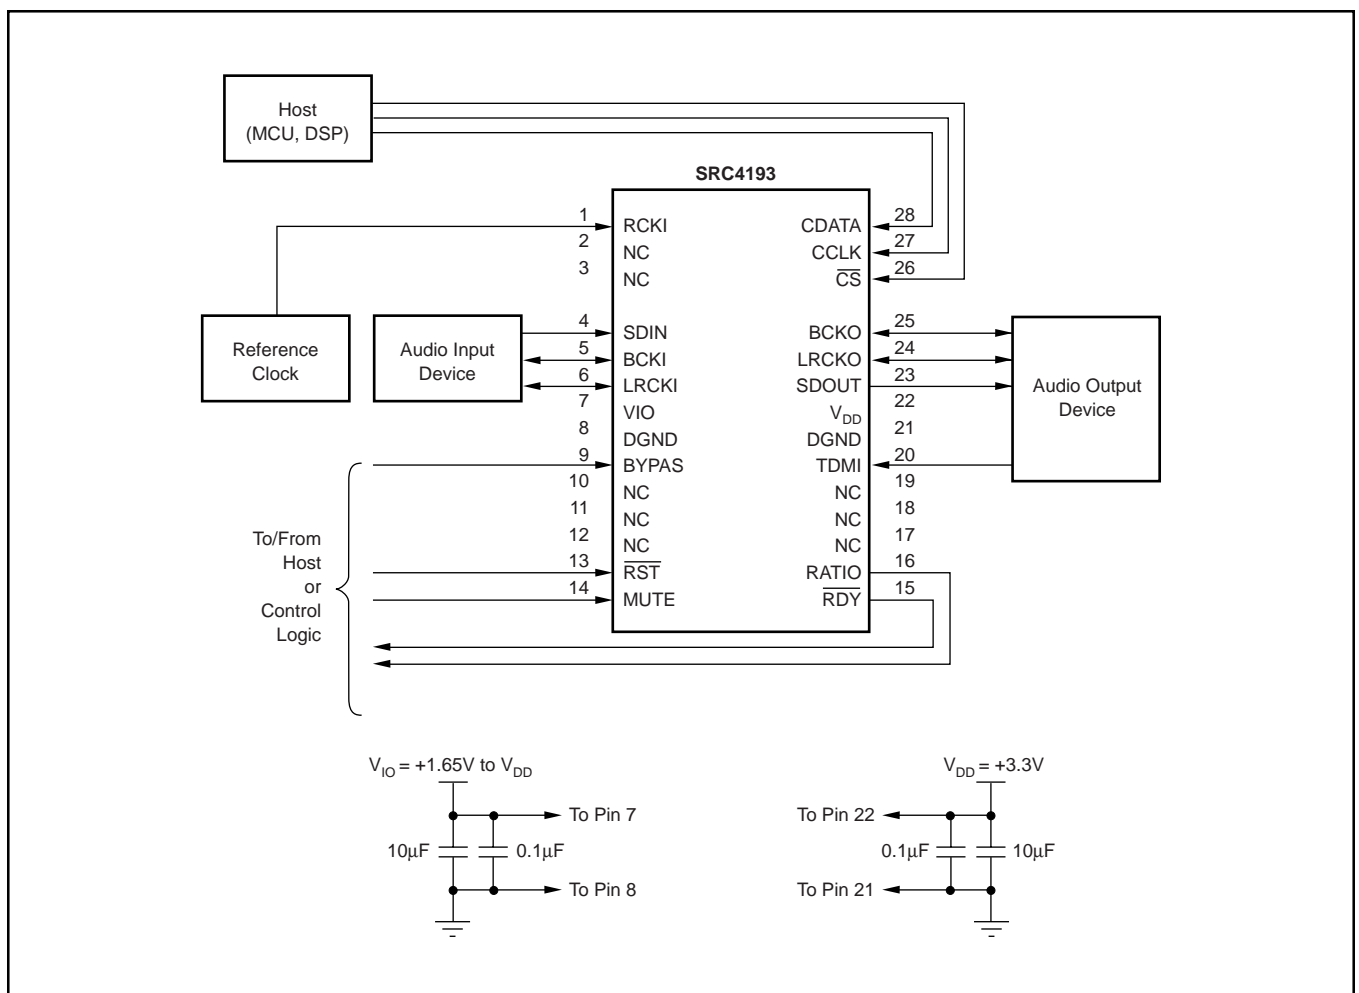 Host
(MCU, DSP)
SRC4193
1 RCKI
2 NC
3 NC
4 SDIN
5 BCKI
6 LRCKI
7 VIO
8 DGND
9 BYPAS
10 NC
11 NC
12 NC
13 R̅S̅T̅
14 MUTE
CDATA 28
CCLK 27
C̅S̅ 26
BCKO 25
LRCKO 24
SDOUT 23
VDD 22
DGND 21
TDMI 20
NC 19
NC 18
NC 17
RATIO 16
R̅D̅Y̅ 15
Reference
Clock
Audio Input
Device
Audio Output
Device
To/From
Host
or
Control
Logic
VIO = +1.65V to VDD
To Pin 7
10μF 0.1μF
To Pin 8
VDD = +3.3V
To Pin 22
0.1μF 10μF
To Pin 21